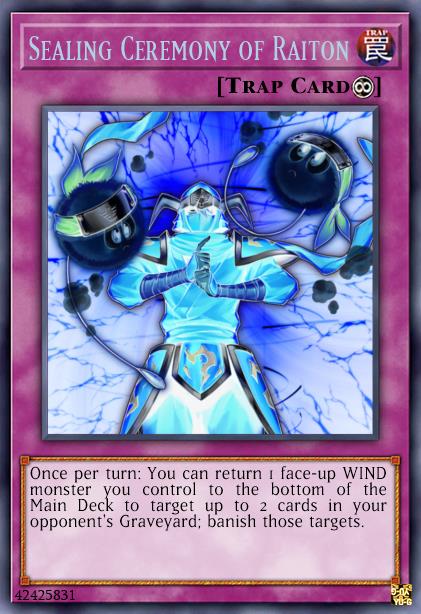 Sealing Ceremony of Raiton
TRAP
罠
[Trap Card]
Once per turn: You can return 1 face-up WIND
monster you control to the bottom of the
Main Deck to target up to 2 cards in your
opponent's Graveyard; banish those targets.
42425831